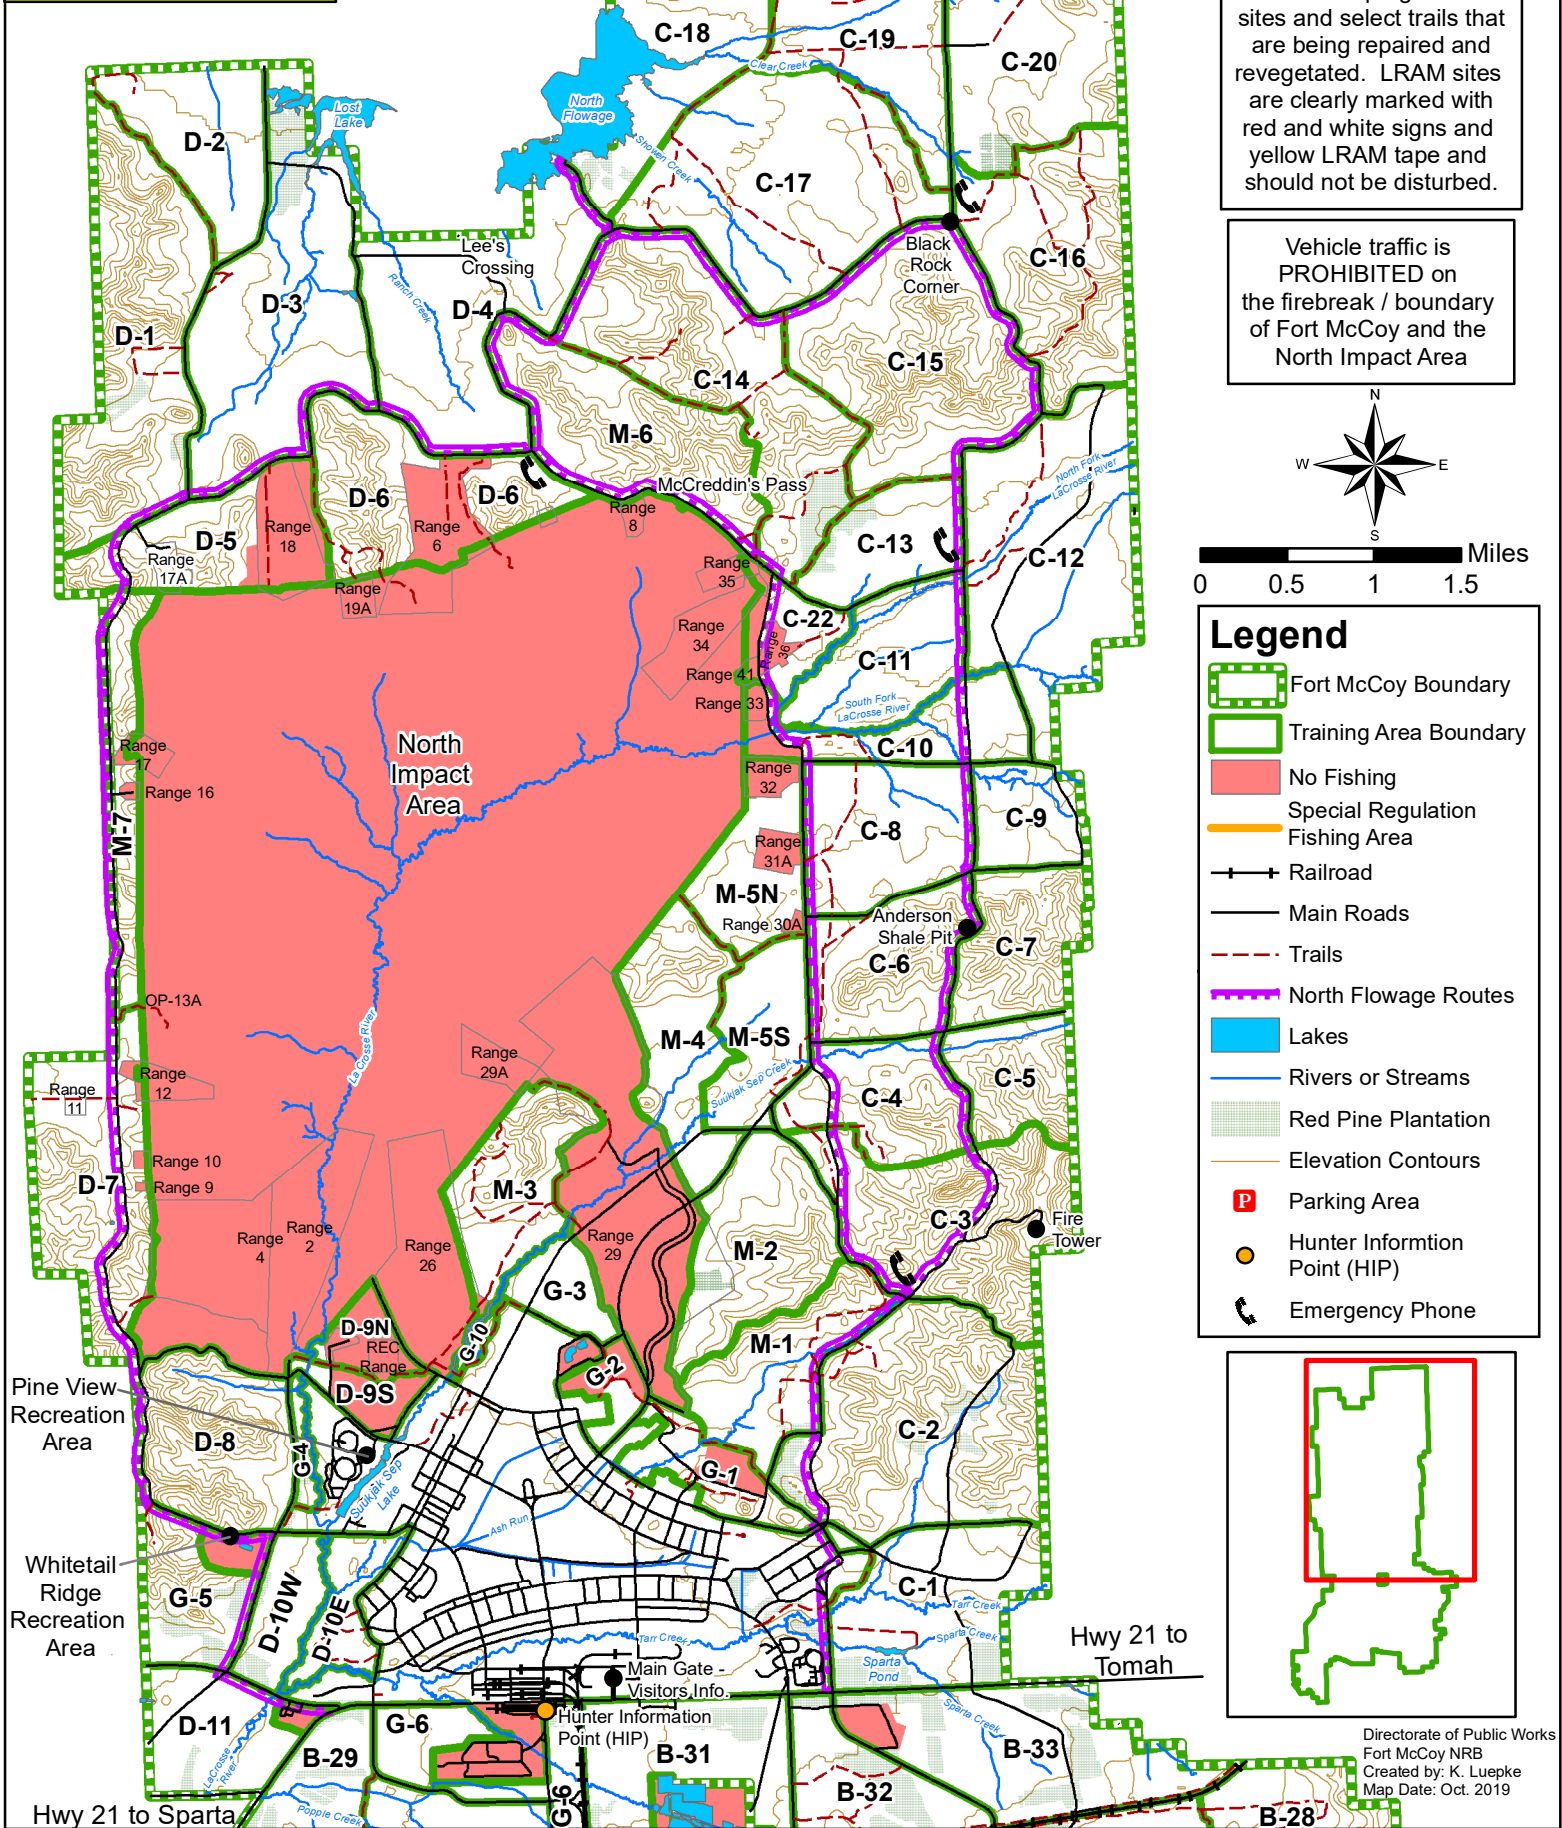 sites and select trails that
are being repaired and
revegetated. LRAM sites
are clearly marked with
red and white signs and
yellow LRAM tape and
should not be disturbed.
Vehicle traffic is
PROHIBITED on
the firebreak / boundary
of Fort McCoy and the
North Impact Area
N
W
E
S
Miles
0
0.5
1
1.5
Legend
Fort McCoy Boundary
Training Area Boundary
No Fishing
Special Regulation
Fishing Area
Railroad
Main Roads
Trails
North Flowage Routes
Lakes
Rivers or Streams
Red Pine Plantation
Elevation Contours
P
Parking Area
Hunter Informtion
Point (HIP)
Emergency Phone
C-18
C-19
C-20
Clear Creek
North
Flowage
Lost
Lake
D-2
Showen Creek
C-17
Lee's
Crossing
Black
Rock
Corner
C-16
Ranch Creek
D-3
D-4
D-1
C-14
C-15
M-6
North Fork
LaCrosse River
McCreddin's Pass
D-6
D-6
Range
18
Range
6
Range
8
D-5
Range
17A
Range
19A
C-13
C-12
Range
35
C-22
Range
34
Range
36
C-11
Range 41
Range 33
South Fork
LaCrosse River
C-10
North
Impact
Area
Range
17
Range 16
Range
32
M-7
C-8
C-9
Range
31A
M-5N
Range 30A
Anderson
Shale Pit
C-6
C-7
OP-13A
La Crosse River
M-4
M-5S
Range
29A
Suukjak Sep Creek
Range
12
Range
11
C-4
C-5
Range 10
Range 9
D-7
M-3
C-3
Fire
Tower
Range
4
Range
2
Range
26
Range
29
M-2
G-3
D-9N
REC
Range
G-10
M-1
G-2
D-9S
Pine View
Recreation
Area
D-8
G-4
C-2
G-1
Suukjak Sep
Lake
Ash Run
Whitetail
Ridge
Recreation
Area
G-5
D-10W
D-10E
C-1
Tarr Creek
Tarr Creek
Sparta Creek
Sparta
Pond
Hwy 21 to
Tomah
Main Gate -
Visitors Info.
Hunter Information
Point (HIP)
Sparta Creek
D-11
G-6
LaCrosse
River
B-29
B-31
B-33
B-32
G-6
Popple Creek
Hwy 21 to Sparta
B-28
Directorate of Public Works
Fort McCoy NRB
Created by: K. Luepke
Map Date: Oct. 2019